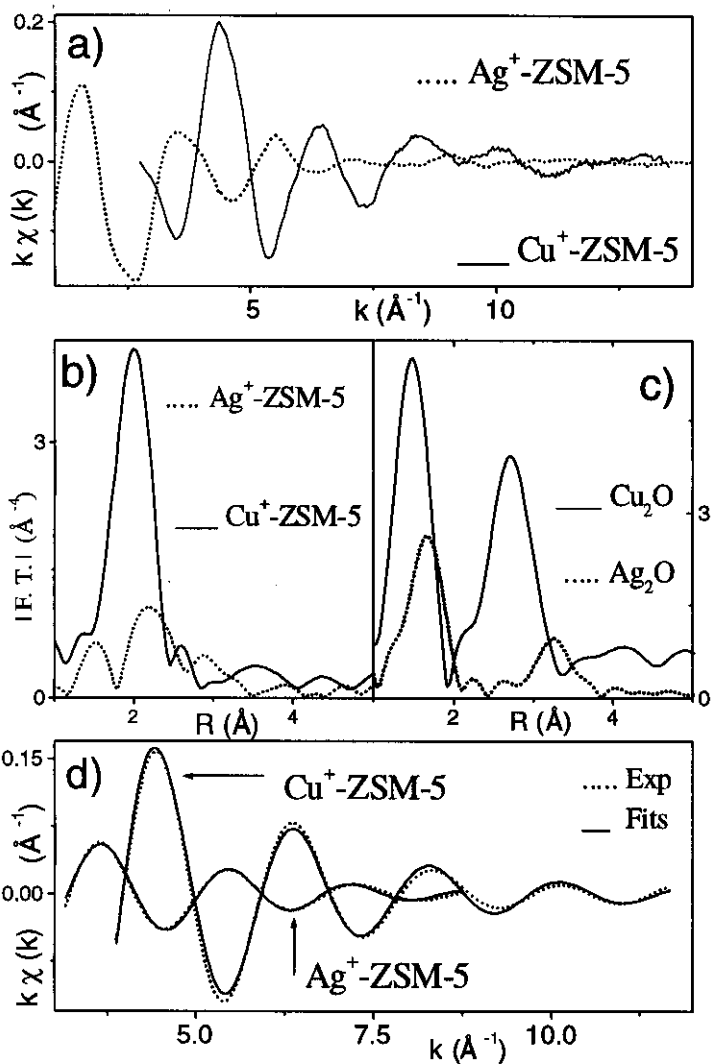 a)
0.2
0.0
k χ (k) (Å⁻¹)
Ag⁺-ZSM-5
Cu⁺-ZSM-5
5
10
k (Å⁻¹)
b)
Ag⁺-ZSM-5
Cu⁺-ZSM-5
3
0
| F. T. | (Å⁻⁴)
2
4
R (Å)
c)
Cu₂O
Ag₂O
3
0
2
4
R (Å)
d)
0.15
0.00
k χ (k) (Å⁻¹)
Cu⁺-ZSM-5
Exp
Fits
Ag⁺-ZSM-5
5.0
7.5
10.0
k (Å⁻¹)